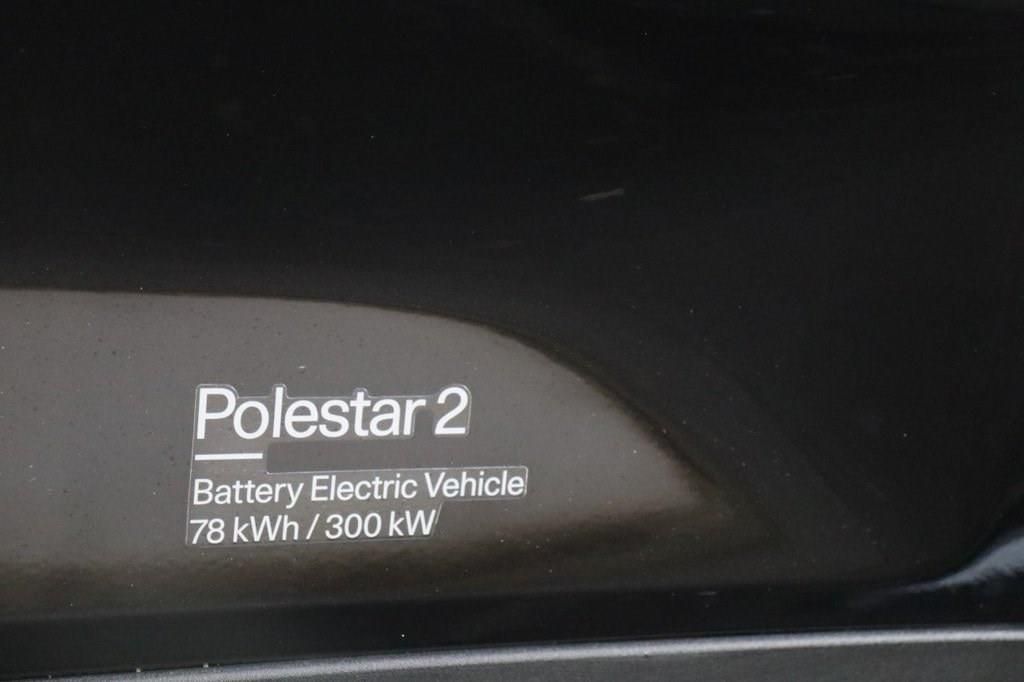 Polestar 2
Battery Electric Vehicle
78 kWh / 300 kW